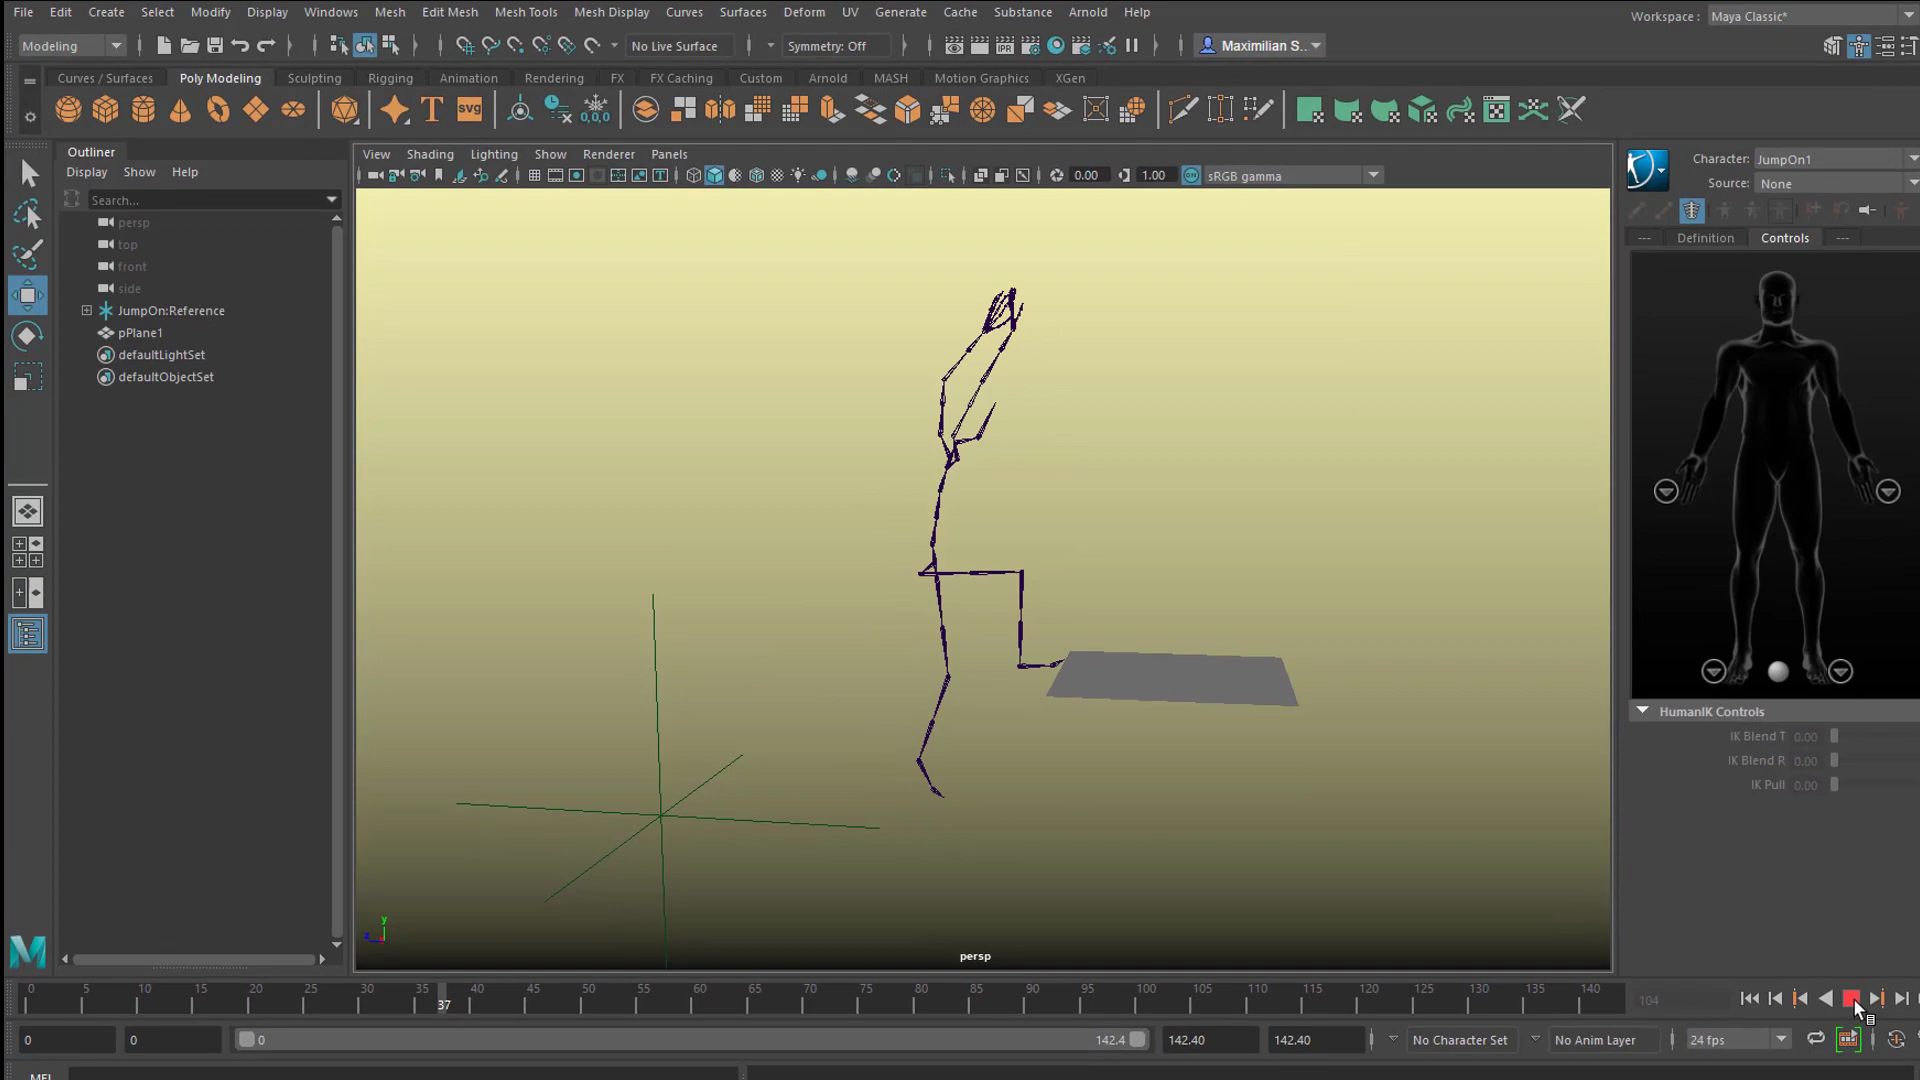 File Edit Create Select Modify Display Windows Mesh Edit Mesh Mesh Tools Mesh Display Curves Surfaces Deform UV Generate Cache Substance Arnold Help
Workspace : Maya Classic*
Modeling No Live Surface Symmetry: Off IPR Maximilian S...
Curves / Surfaces Poly Modeling Sculpting Rigging Animation Rendering FX FX Caching Custom Arnold MASH Motion Graphics XGen
T svg 0,0,0
Outliner
Display Show Help
Search...
persp
top
front
side
JumpOn:Reference
pPlane1
defaultLightSet
defaultObjectSet
View Shading Lighting Show Renderer Panels
0.00 1.00 ON sRGB gamma
Character: JumpOn1
Source: None
--- Definition Controls ---
HumanIK Controls
IK Blend T 0.00
IK Blend R 0.00
IK Pull 0.00
y
z
persp
0 5 10 15 20 25 30 35 40 45 50 55 60 65 70 75 80 85 90 95 100 105 110 115 120 125 130 135 140
37
104
0 0 0 142.4 142.40 142.40 No Character Set No Anim Layer 24 fps
MEL